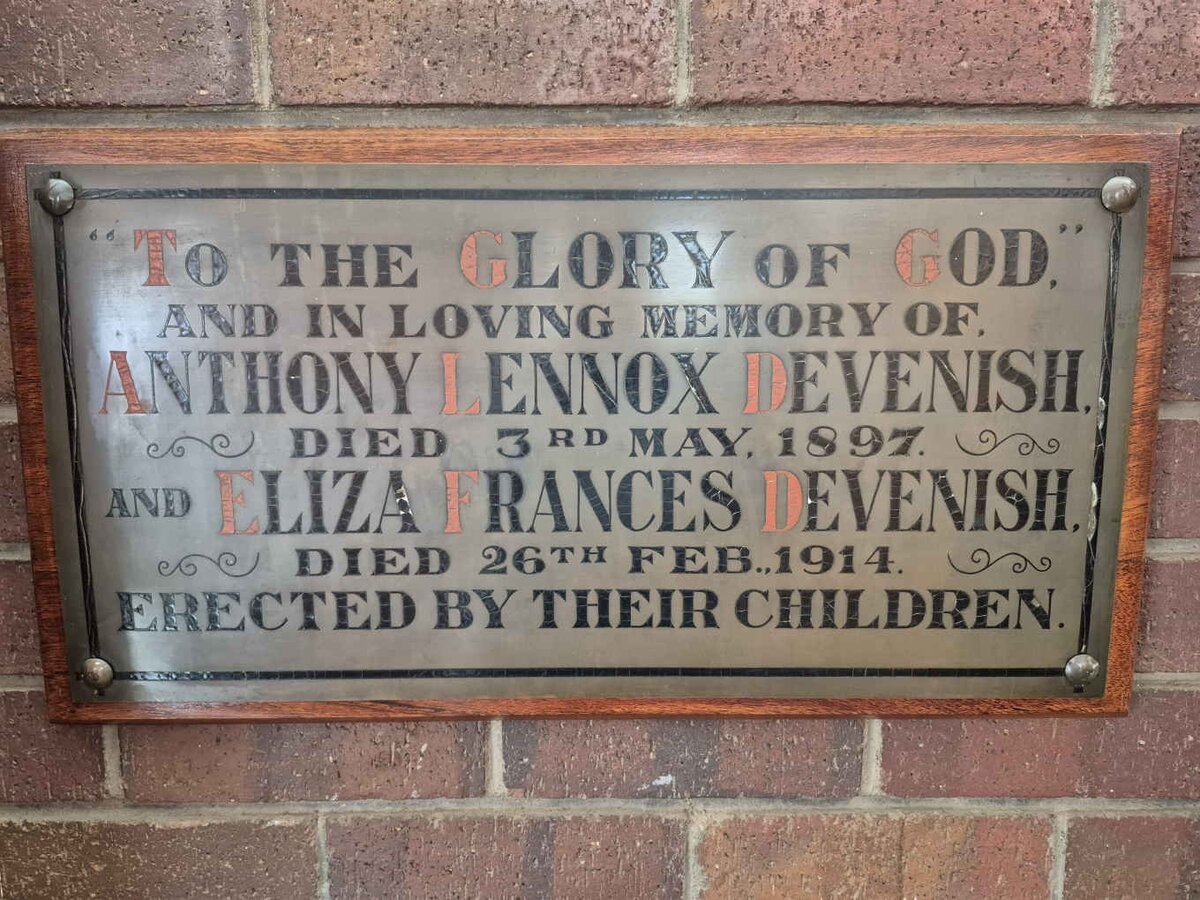 “To the Glory of God,”
AND IN LOVING MEMORY OF.
ANTHONY LENNOX DEVENISH,
DIED 3RD MAY, 1897.
AND ELIZA FRANCES DEVENISH,
DIED 26TH FEB., 1914.
ERECTED BY THEIR CHILDREN.